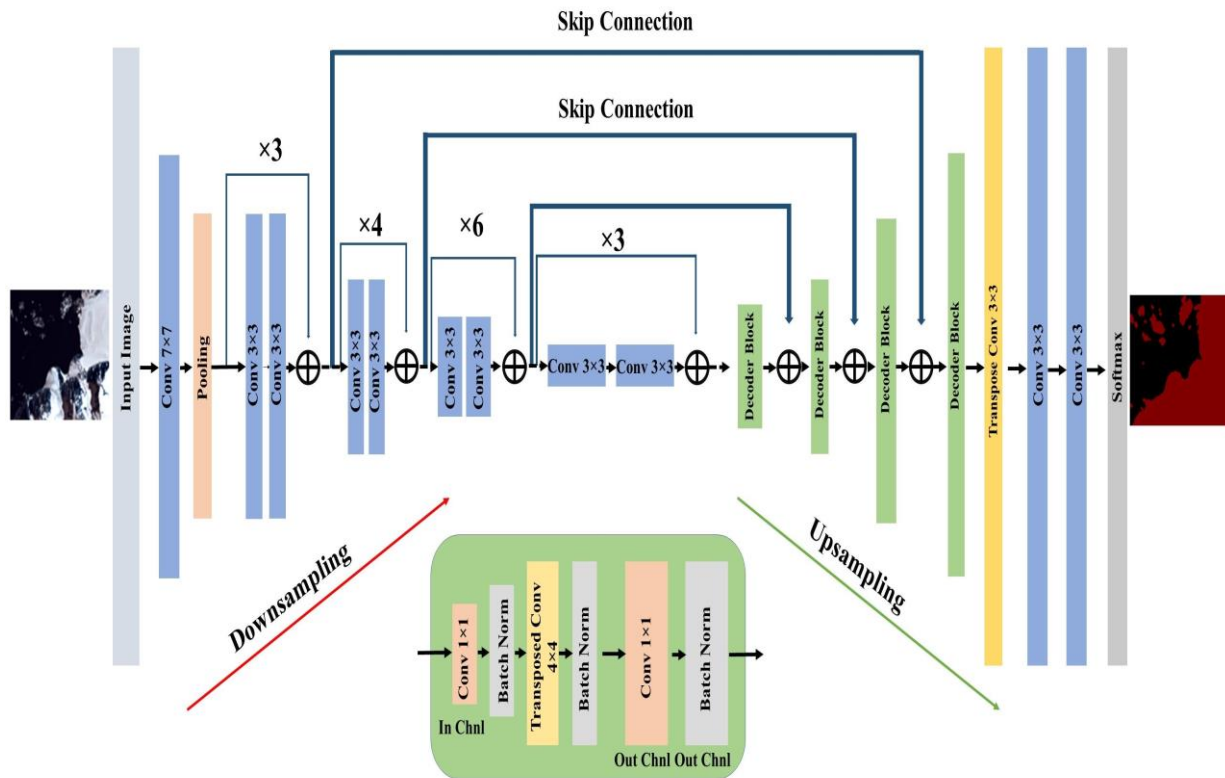 Skip Connection
Skip Connection
×3
×4
×6
×3
Input Image
Conv 7×7
Pooling
Conv 3×3
Conv 3×3
Conv 3×3
Conv 3×3
Conv 3×3
Conv 3×3
Conv 3×3
Conv 3×3
Decoder Block
Decoder Block
Decoder Block
Decoder Block
Transpose Conv 3×3
Conv 3×3
Conv 3×3
Softmax
Downsampling
Upsampling
Conv 1×1
Batch Norm
Transposed Conv
4×4
Batch Norm
Conv 1×1
Batch Norm
In Chnl
Out Chnl
Out Chnl